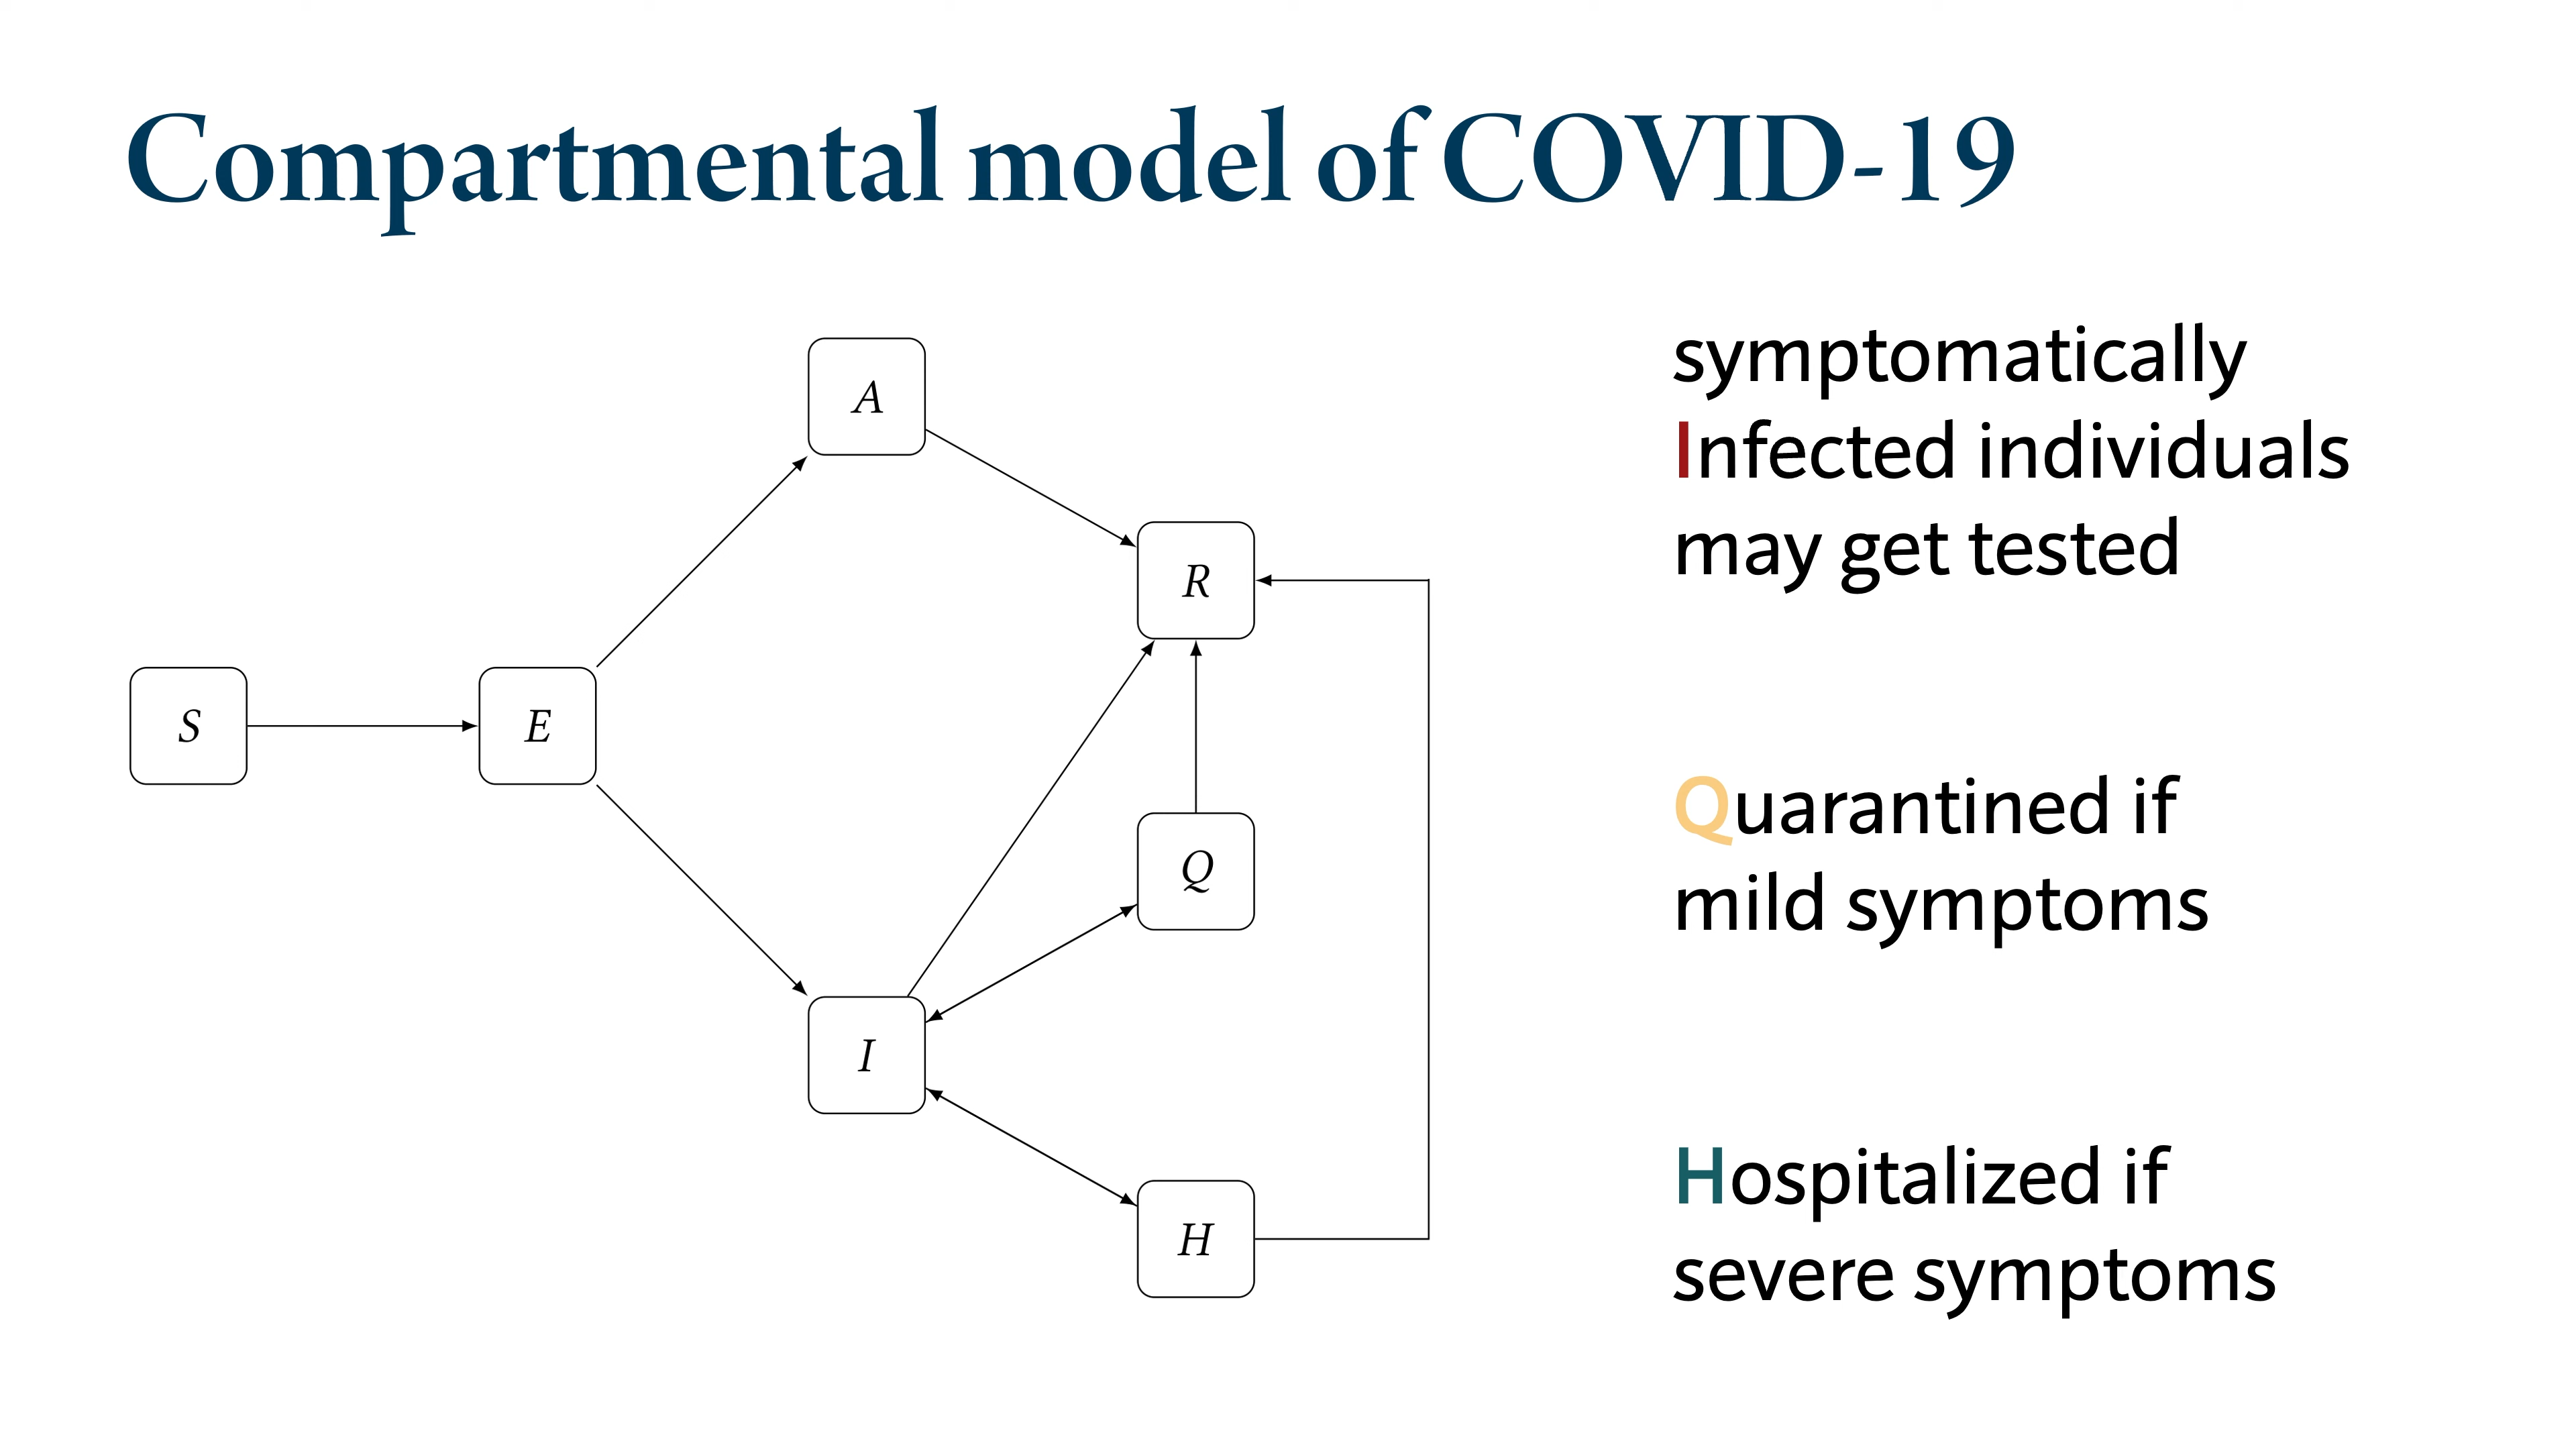 Compartmental model of COVID-19
A
R
S
E
Q
I
H
symptomatically
Infected individuals
may get tested
Quarantined if
mild symptoms
Hospitalized if
severe symptoms